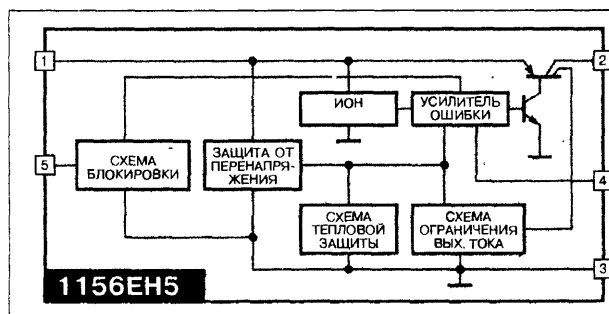 1
2
ИОН
УСИЛИТЕЛЬ
ОШИБКИ
5
СХЕМА
БЛОКИРОВКИ
ЗАЩИТА ОТ
ПЕРЕНАПРЯ-
ЖЕНИЯ
4
СХЕМА
ТЕПЛОВОЙ
ЗАЩИТЫ
СХЕМА
ОГРАНИЧЕНИЯ
ВЫХ. ТОКА
3
1156ЕН5